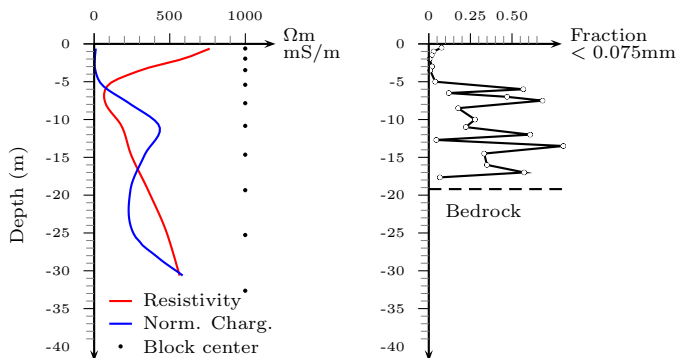 0 500 1000 Ωm
mS/m
0
-5
-10
-15
-20
-25
-30
-35
-40
Depth (m)
Resistivity
Norm. Charg.
Block center
0 0.25 0.50 Fraction
< 0.075mm
0
-5
-10
-15
-20
-25
-30
-35
-40
Bedrock